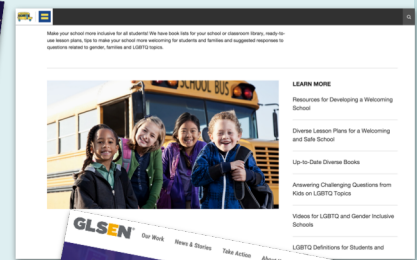 Make your school more inclusive for all students! We have book lists for your school or classroom library, ready-to-
use lesson plans, tips to make your school more welcoming for students and families and suggested responses to
questions related to gender, families and LGBTQ topics.
LEARN MORE
Resources for Developing a Welcoming
School
Diverse Lesson Plans for a Welcoming
and Safe School
Up-to-Date Diverse Books
Answering Challenging Questions from
Kids on LGBTQ Topics
Videos for LGBTQ and Gender Inclusive
Schools
LGBTQ Definitions for Students and
SCHOOL BUS
GLSEN
Our Work
News & Stories
Take Action